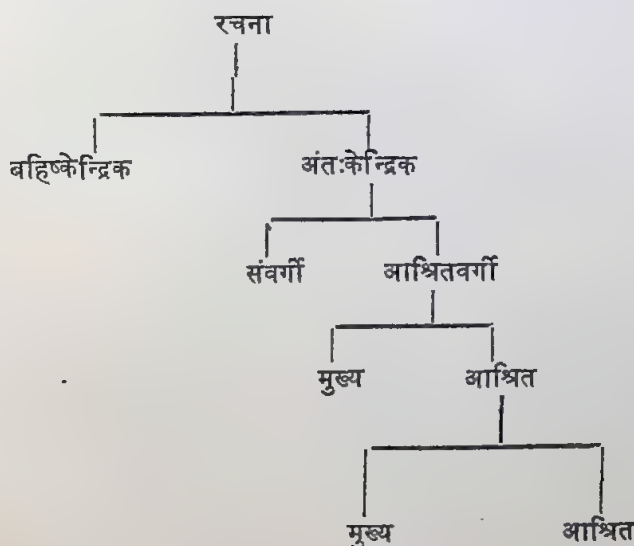 रचना
बहिष्केन्द्रिक अंतःकेन्द्रिक
संवर्गी आश्रितवर्गी
मुख्य आश्रित
मुख्य आश्रित